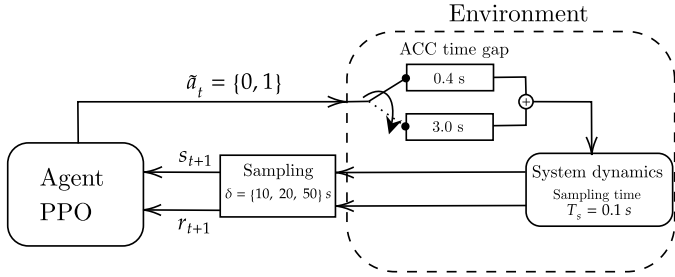 Environment
ACC time gap
ã_t = {0, 1}
0.4 s
3.0 s
s_{t+1}
Sampling
δ = {10, 20, 50} s
r_{t+1}
Agent
PPO
System dynamics
Sampling time
T_s = 0.1 s